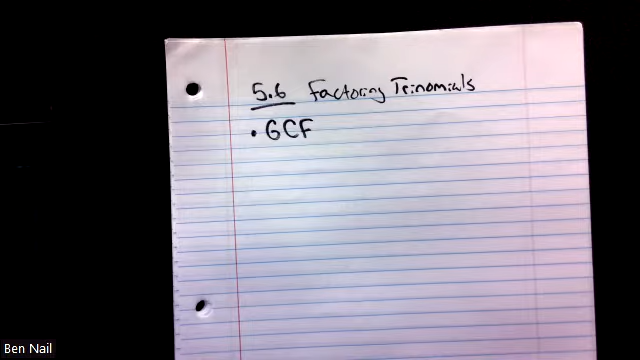 5.6 Factoring Trinomials
• GCF
Ben Nail